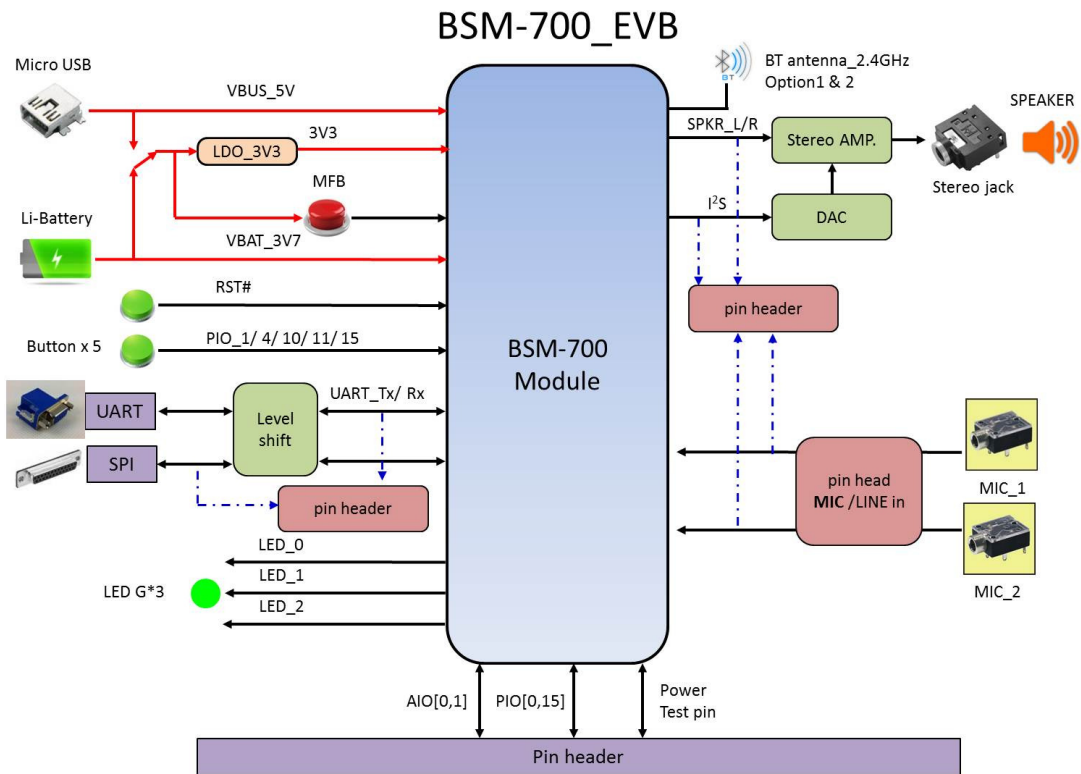 BSM-700_EVB
Micro USB
VBUS_5V
BT
BT antenna_2.4GHz
Option1 & 2
SPEAKER
LDO_3V3
3V3
SPKR_L/R
Stereo AMP.
Stereo jack
MFB
Li-Battery
VBAT_3V7
I²S
DAC
RST#
pin header
Button x 5
PIO_1/ 4/ 10/ 11/ 15
BSM-700
Module
UART
Level
shift
UART_Tx/ Rx
SPI
pin header
pin head
MIC /LINE in
MIC_1
MIC_2
LED_0
LED_1
LED G*3
LED_2
AIO[0,1]
PIO[0,15]
Power
Test pin
Pin header